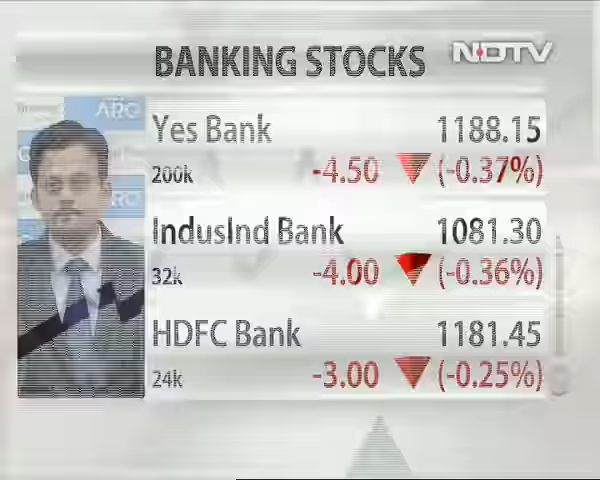 BANKING STOCKS
NDTV
ARG
Yes Bank 1188.15
200k -4.50 (-0.37%)
IndusInd Bank 1081.30
32k -4.00 (-0.36%)
HDFC Bank 1181.45
24k -3.00 (-0.25%)